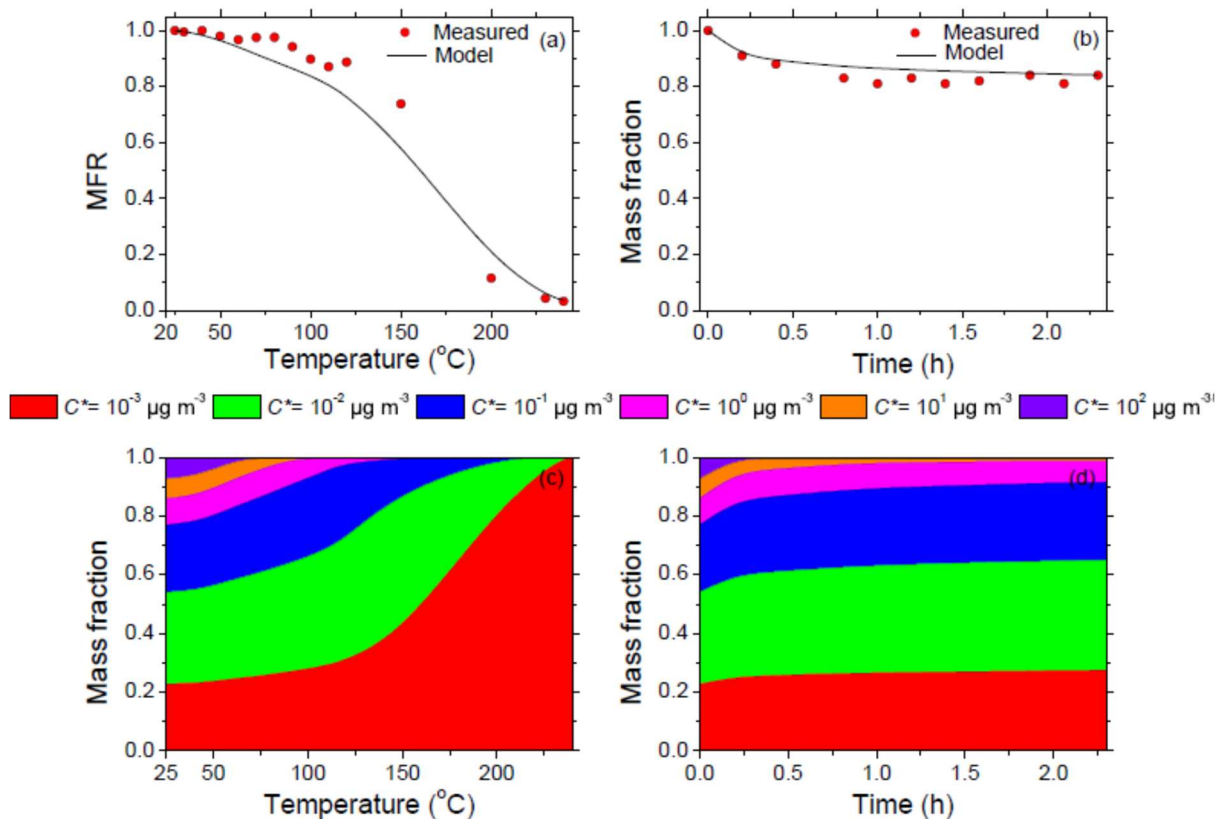 1.0
0.8
0.6
0.4
0.2
0.0
MFR
Measured
Model
(a)
20
50
100
150
200
Temperature (°C)
1.0
0.8
0.6
0.4
0.2
0.0
Mass fraction
Measured
Model
(b)
0.0
0.5
1.0
1.5
2.0
Time (h)
C*= 10⁻³ µg m⁻³
C*= 10⁻² µg m⁻³
C*= 10⁻¹ µg m⁻³
C*= 10⁰ µg m⁻³
C*= 10¹ µg m⁻³
C*= 10² µg m⁻³
1.0
0.8
0.6
0.4
0.2
0.0
Mass fraction
(c)
25
50
100
150
200
Temperature (°C)
1.0
0.8
0.6
0.4
0.2
0.0
Mass fraction
(d)
0.0
0.5
1.0
1.5
2.0
Time (h)